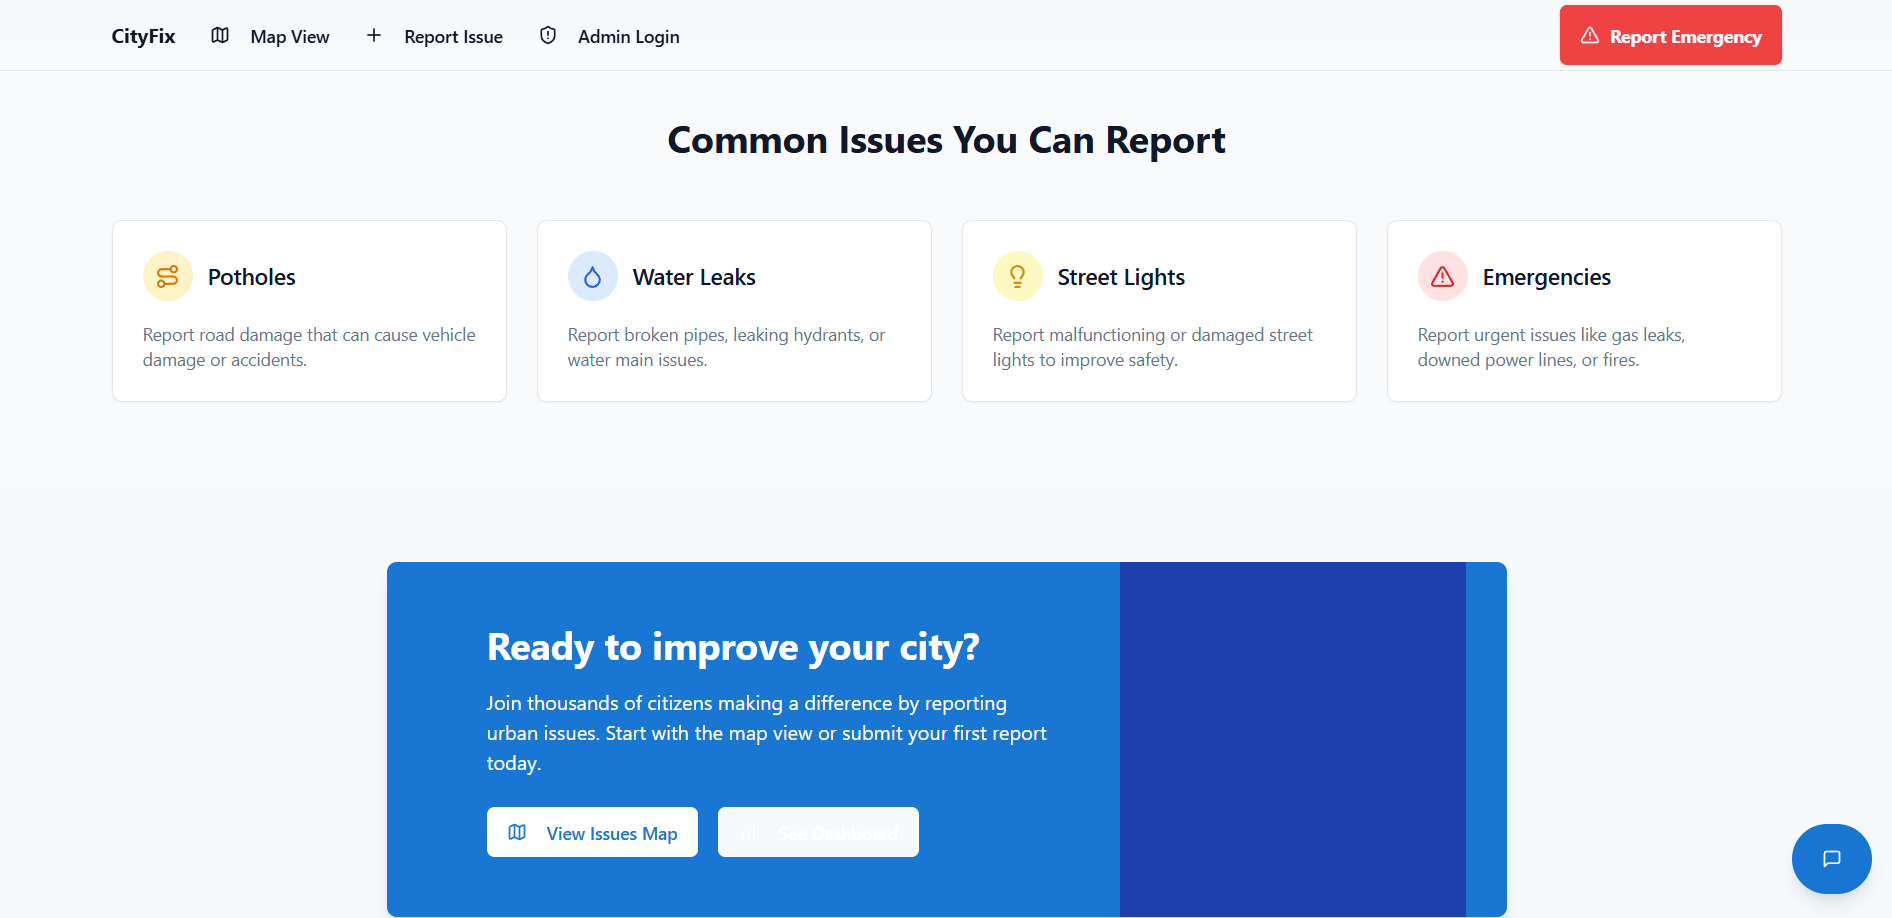 CityFix
Map View
Report Issue
Admin Login
Report Emergency
Common Issues You Can Report
Potholes
Report road damage that can cause vehicle
damage or accidents.
Water Leaks
Report broken pipes, leaking hydrants, or
water main issues.
Street Lights
Report malfunctioning or damaged street
lights to improve safety.
Emergencies
Report urgent issues like gas leaks,
downed power lines, or fires.
Ready to improve your city?
Join thousands of citizens making a difference by reporting
urban issues. Start with the map view or submit your first report
today.
View Issues Map
See Dashboard